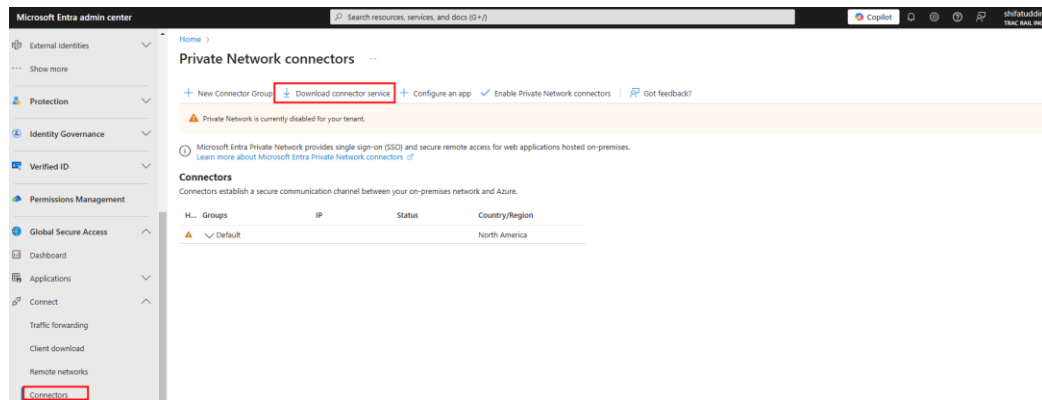 Microsoft Entra admin center
Search resources, services, and docs (G+/)
Copilot
shifatuddin
TRAC RAIL INC
External Identities
Show more
Protection
Identity Governance
Verified ID
Permissions Management
Global Secure Access
Dashboard
Applications
Connect
Traffic forwarding
Client download
Remote networks
Connectors
Home >
Private Network connectors ...
+ New Connector Group
Download connector service
+ Configure an app
Enable Private Network connectors
Got feedback?
Private Network is currently disabled for your tenant.
Microsoft Entra Private Network provides single sign-on (SSO) and secure remote access for web applications hosted on-premises.
Learn more about Microsoft Entra Private Network connectors
Connectors
Connectors establish a secure communication channel between your on-premises network and Azure.
H... Groups IP Status Country/Region
Default North America